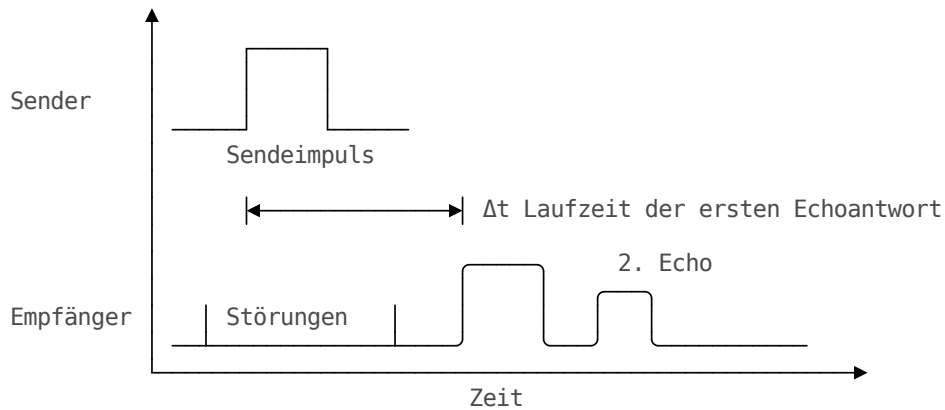 Sender
Sendeimpuls
Δt Laufzeit der ersten Echoantwort
2. Echo
Empfänger
Störungen
Zeit